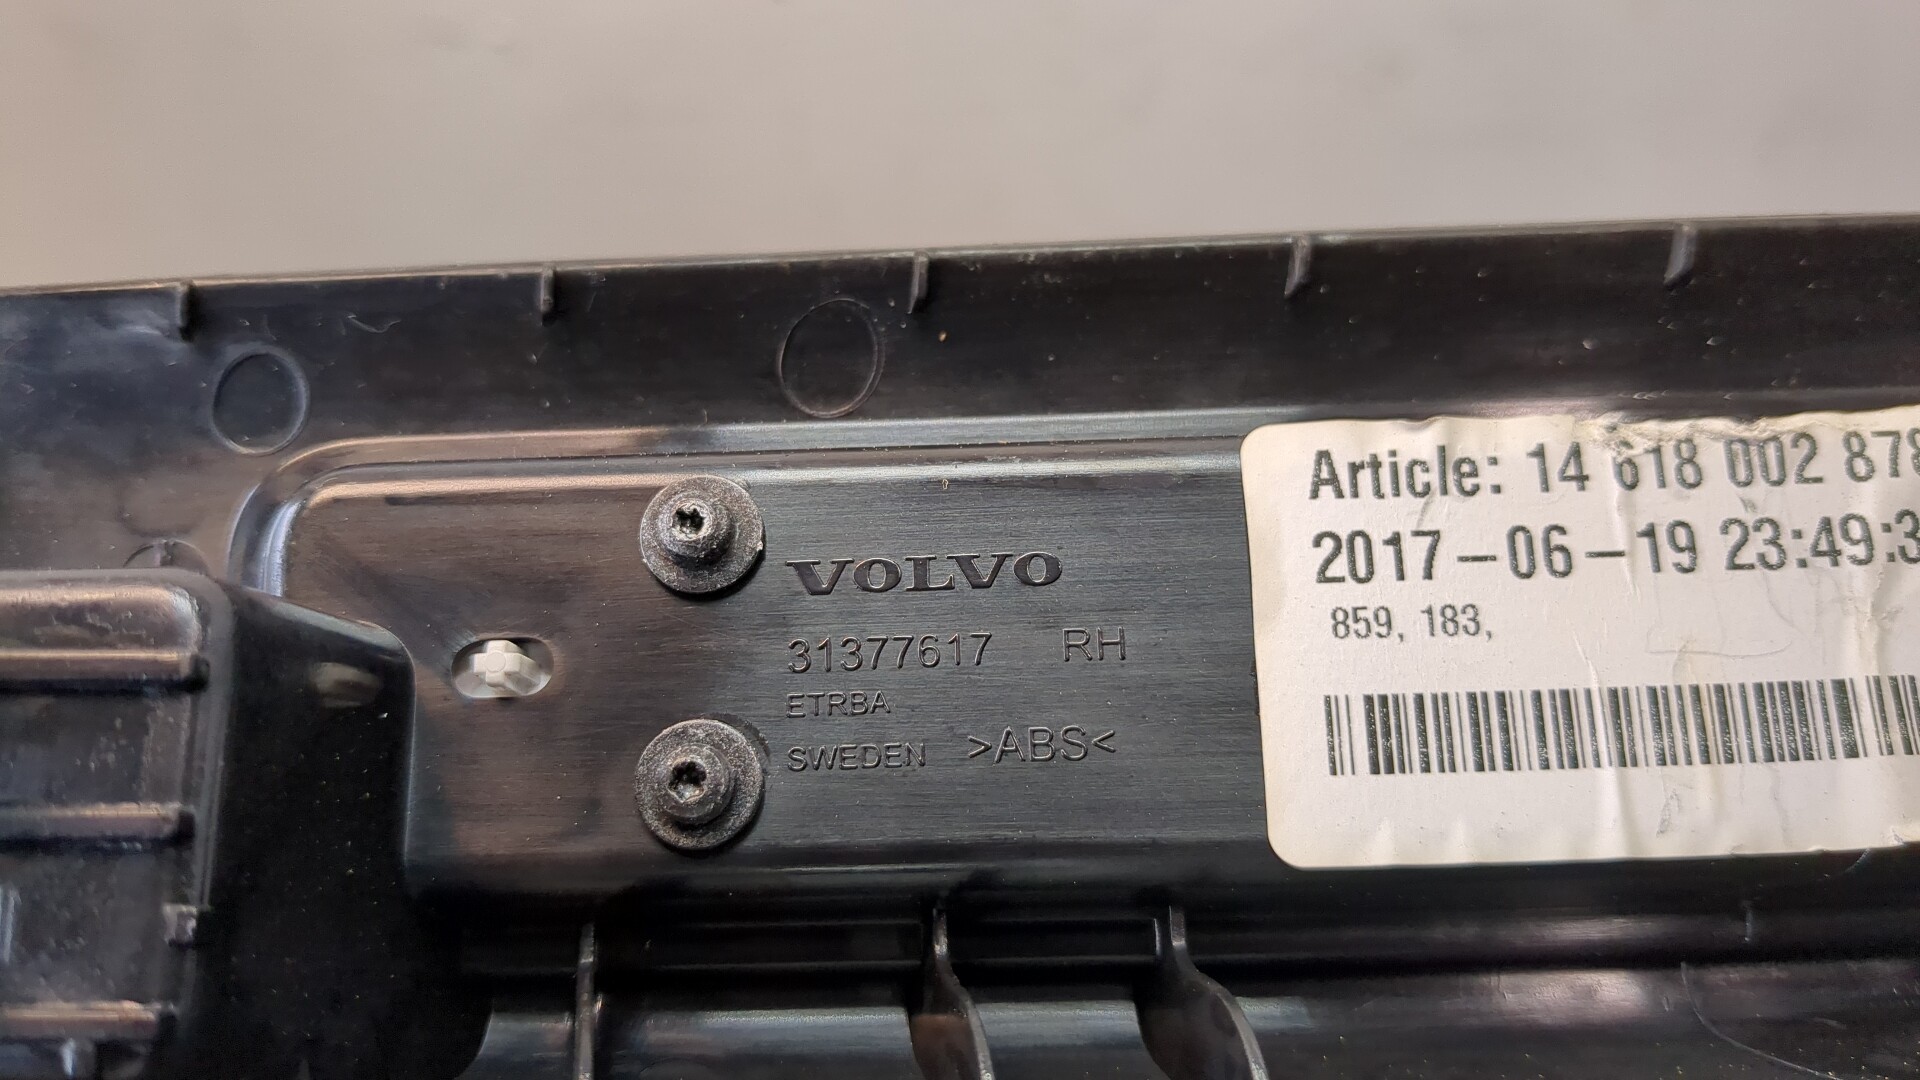 VOLVO
31377617 RH
ETRBA
SWEDEN >ABS<
Article: 14 618 002 878
2017-06-19 23:49:3
859, 183,